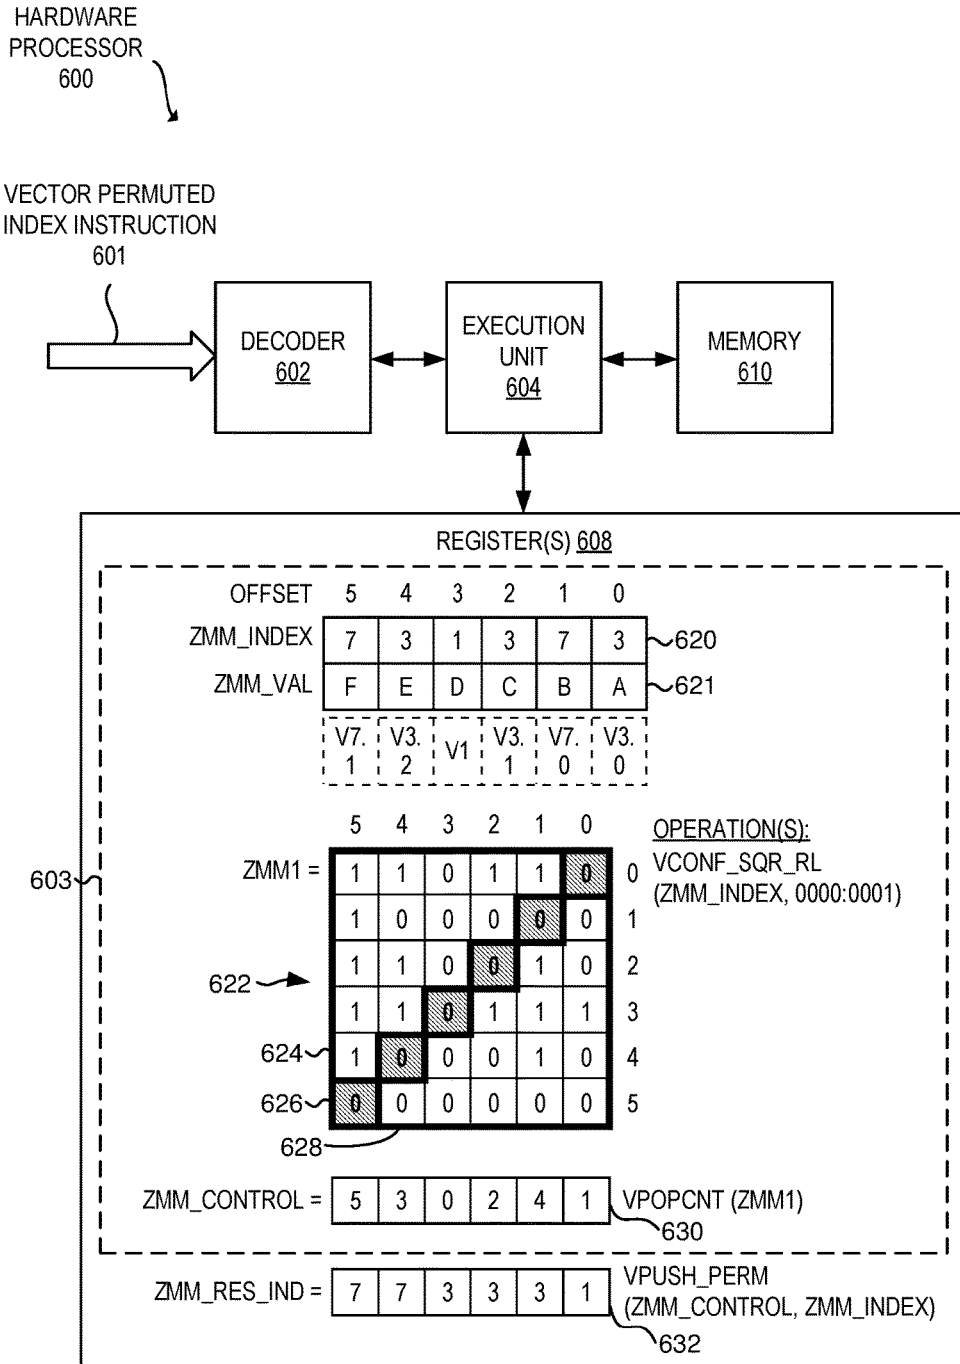 HARDWARE
PROCESSOR
600
VECTOR PERMUTED
INDEX INSTRUCTION
601
DECODER
602
EXECUTION
UNIT
604
MEMORY
610
REGISTER(S) 608
603
OFFSET 5 4 3 2 1 0
ZMM_INDEX 7 3 1 3 7 3 620
ZMM_VAL F E D C B A 621
V7. V3. V1 V3. V7. V3.
1 2 1 0 0
5 4 3 2 1 0
OPERATION(S):
VCONF_SQR_RL
(ZMM_INDEX, 0000:0001)
ZMM1 = 1 1 0 1 1 0 0
1 0 0 0 0 0 1
622 1 1 0 0 1 0 2
1 1 0 1 1 1 3
624 1 0 0 0 1 0 4
626 0 0 0 0 0 0 5
628
ZMM_CONTROL = 5 3 0 2 4 1 VPOPCNT (ZMM1)
630
ZMM_RES_IND = 7 7 3 3 3 1 VPUSH_PERM
(ZMM_CONTROL, ZMM_INDEX)
632